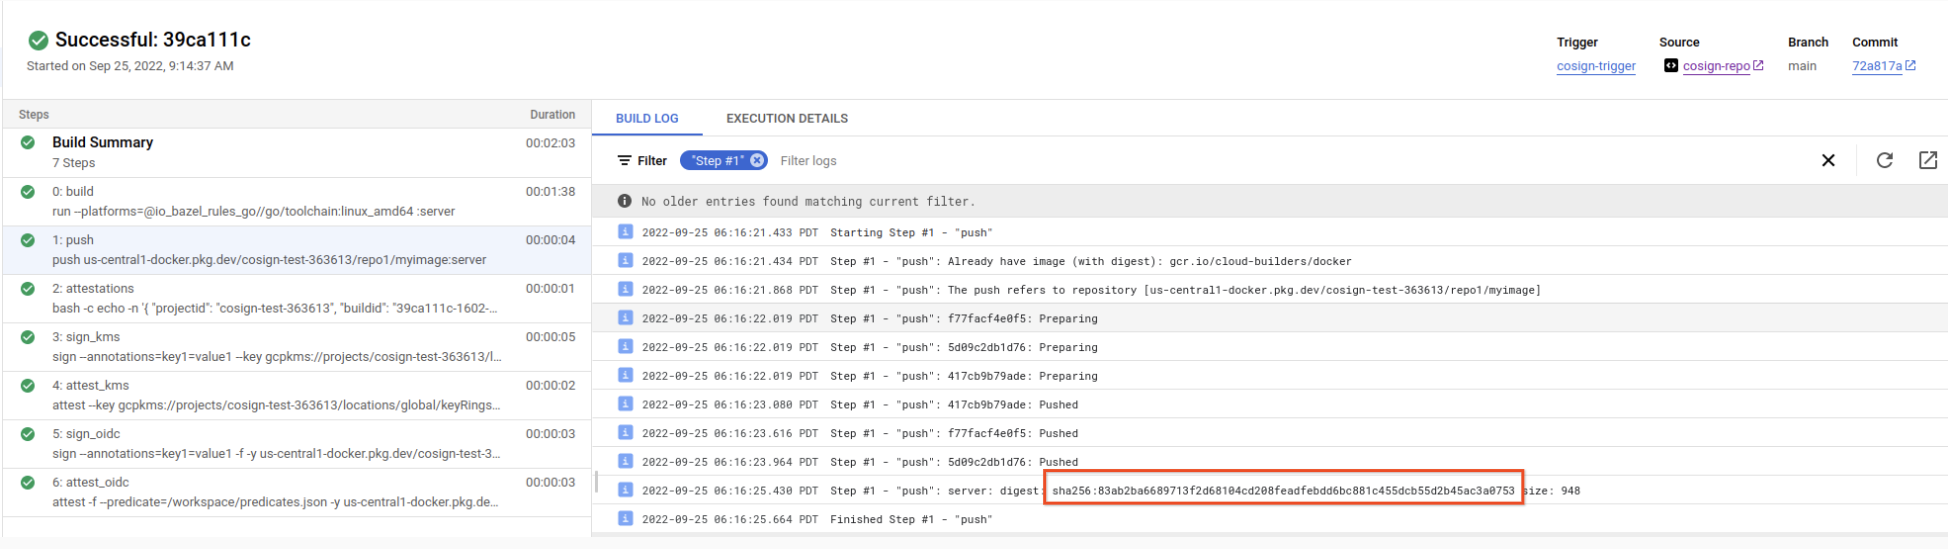 Successful: 39ca111c
Started on Sep 25, 2022, 9:14:37 AM
Trigger Source Branch Commit
cosign-trigger cosign-repo main 72a817a
Steps Duration
Build Summary 00:02:03
7 Steps
0: build 00:01:38
run --platforms=@io_bazel_rules_go//go/toolchain:linux_amd64 :server
1: push 00:00:04
push us-central1-docker.pkg.dev/cosign-test-363613/repo1/myimage:server
2: attestations 00:00:01
bash -c echo -n '{ "projectid": "cosign-test-363613", "buildid": "39ca111c-1602-...
3: sign_kms 00:00:05
sign --annotations=key1=value1 --key gcpkms://projects/cosign-test-363613/l...
4: attest_kms 00:00:02
attest --key gcpkms://projects/cosign-test-363613/locations/global/keyRings...
5: sign_oidc 00:00:03
sign --annotations=key1=value1 -f -y us-central1-docker.pkg.dev/cosign-test-3...
6: attest_oidc 00:00:03
attest -f --predicate=/workspace/predicates.json -y us-central1-docker.pkg.de...
BUILD LOG EXECUTION DETAILS
Filter "Step #1" Filter logs
No older entries found matching current filter.
2022-09-25 06:16:21.433 PDT Starting Step #1 - "push"
2022-09-25 06:16:21.434 PDT Step #1 - "push": Already have image (with digest): gcr.io/cloud-builders/docker
2022-09-25 06:16:21.868 PDT Step #1 - "push": The push refers to repository [us-central1-docker.pkg.dev/cosign-test-363613/repo1/myimage]
2022-09-25 06:16:22.019 PDT Step #1 - "push": f77facf4e0f5: Preparing
2022-09-25 06:16:22.019 PDT Step #1 - "push": 5d09c2db1d76: Preparing
2022-09-25 06:16:22.019 PDT Step #1 - "push": 417cb9b79ade: Preparing
2022-09-25 06:16:23.080 PDT Step #1 - "push": 417cb9b79ade: Pushed
2022-09-25 06:16:23.616 PDT Step #1 - "push": f77facf4e0f5: Pushed
2022-09-25 06:16:23.964 PDT Step #1 - "push": 5d09c2db1d76: Pushed
2022-09-25 06:16:25.430 PDT Step #1 - "push": server: digest: sha256:83ab2ba6689713f2d68104cd208feadfebdd6bc881c455dcb55d2b45ac3a0753 size: 948
2022-09-25 06:16:25.664 PDT Finished Step #1 - "push"